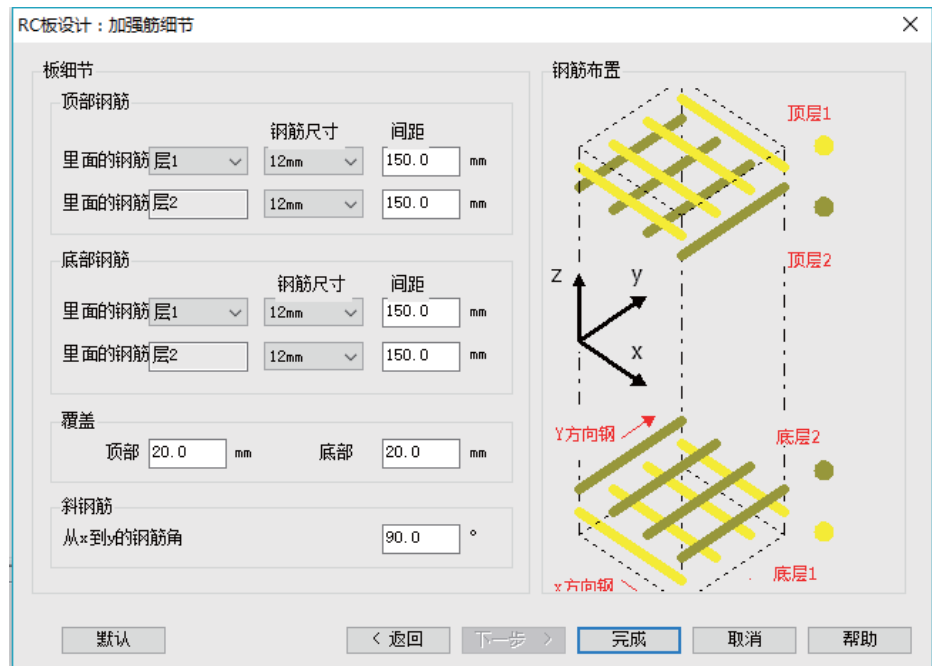 RC板设计：加强筋细节
板细节
顶部钢筋
钢筋尺寸 间距
里面的钢筋 层1 12mm 150.0 mm
里面的钢筋 层2 12mm 150.0 mm
底部钢筋
钢筋尺寸 间距
里面的钢筋 层1 12mm 150.0 mm
里面的钢筋 层2 12mm 150.0 mm
覆盖
顶部 20.0 mm 底部 20.0 mm
斜钢筋
从x到y的钢筋角 90.0 °
钢筋布置
顶层1
顶层2
z y
x
Y方向钢
底层2
底层1
x方向钢
默认 < 返回 下一步 > 完成 取消 帮助